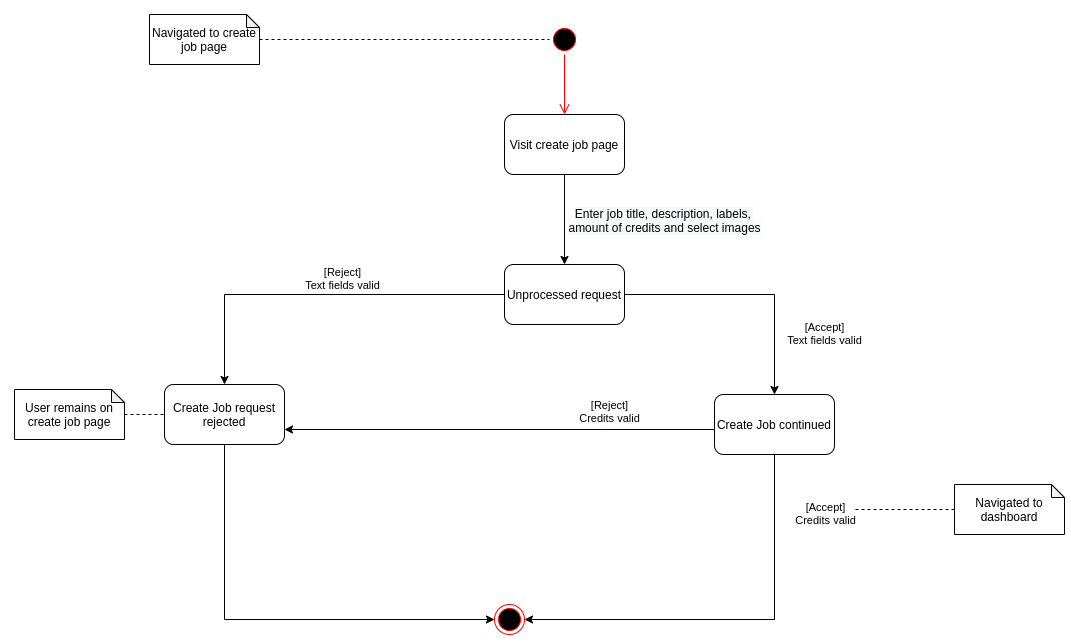 Navigated to create
job page
Visit create job page
Enter job title, description, labels,
amount of credits and select images
[Reject]
Text fields valid
Unprocessed request
[Accept]
Text fields valid
User remains on
create job page
Create Job request
rejected
[Reject]
Credits valid
Create Job continued
[Accept]
Credits valid
Navigated to
dashboard